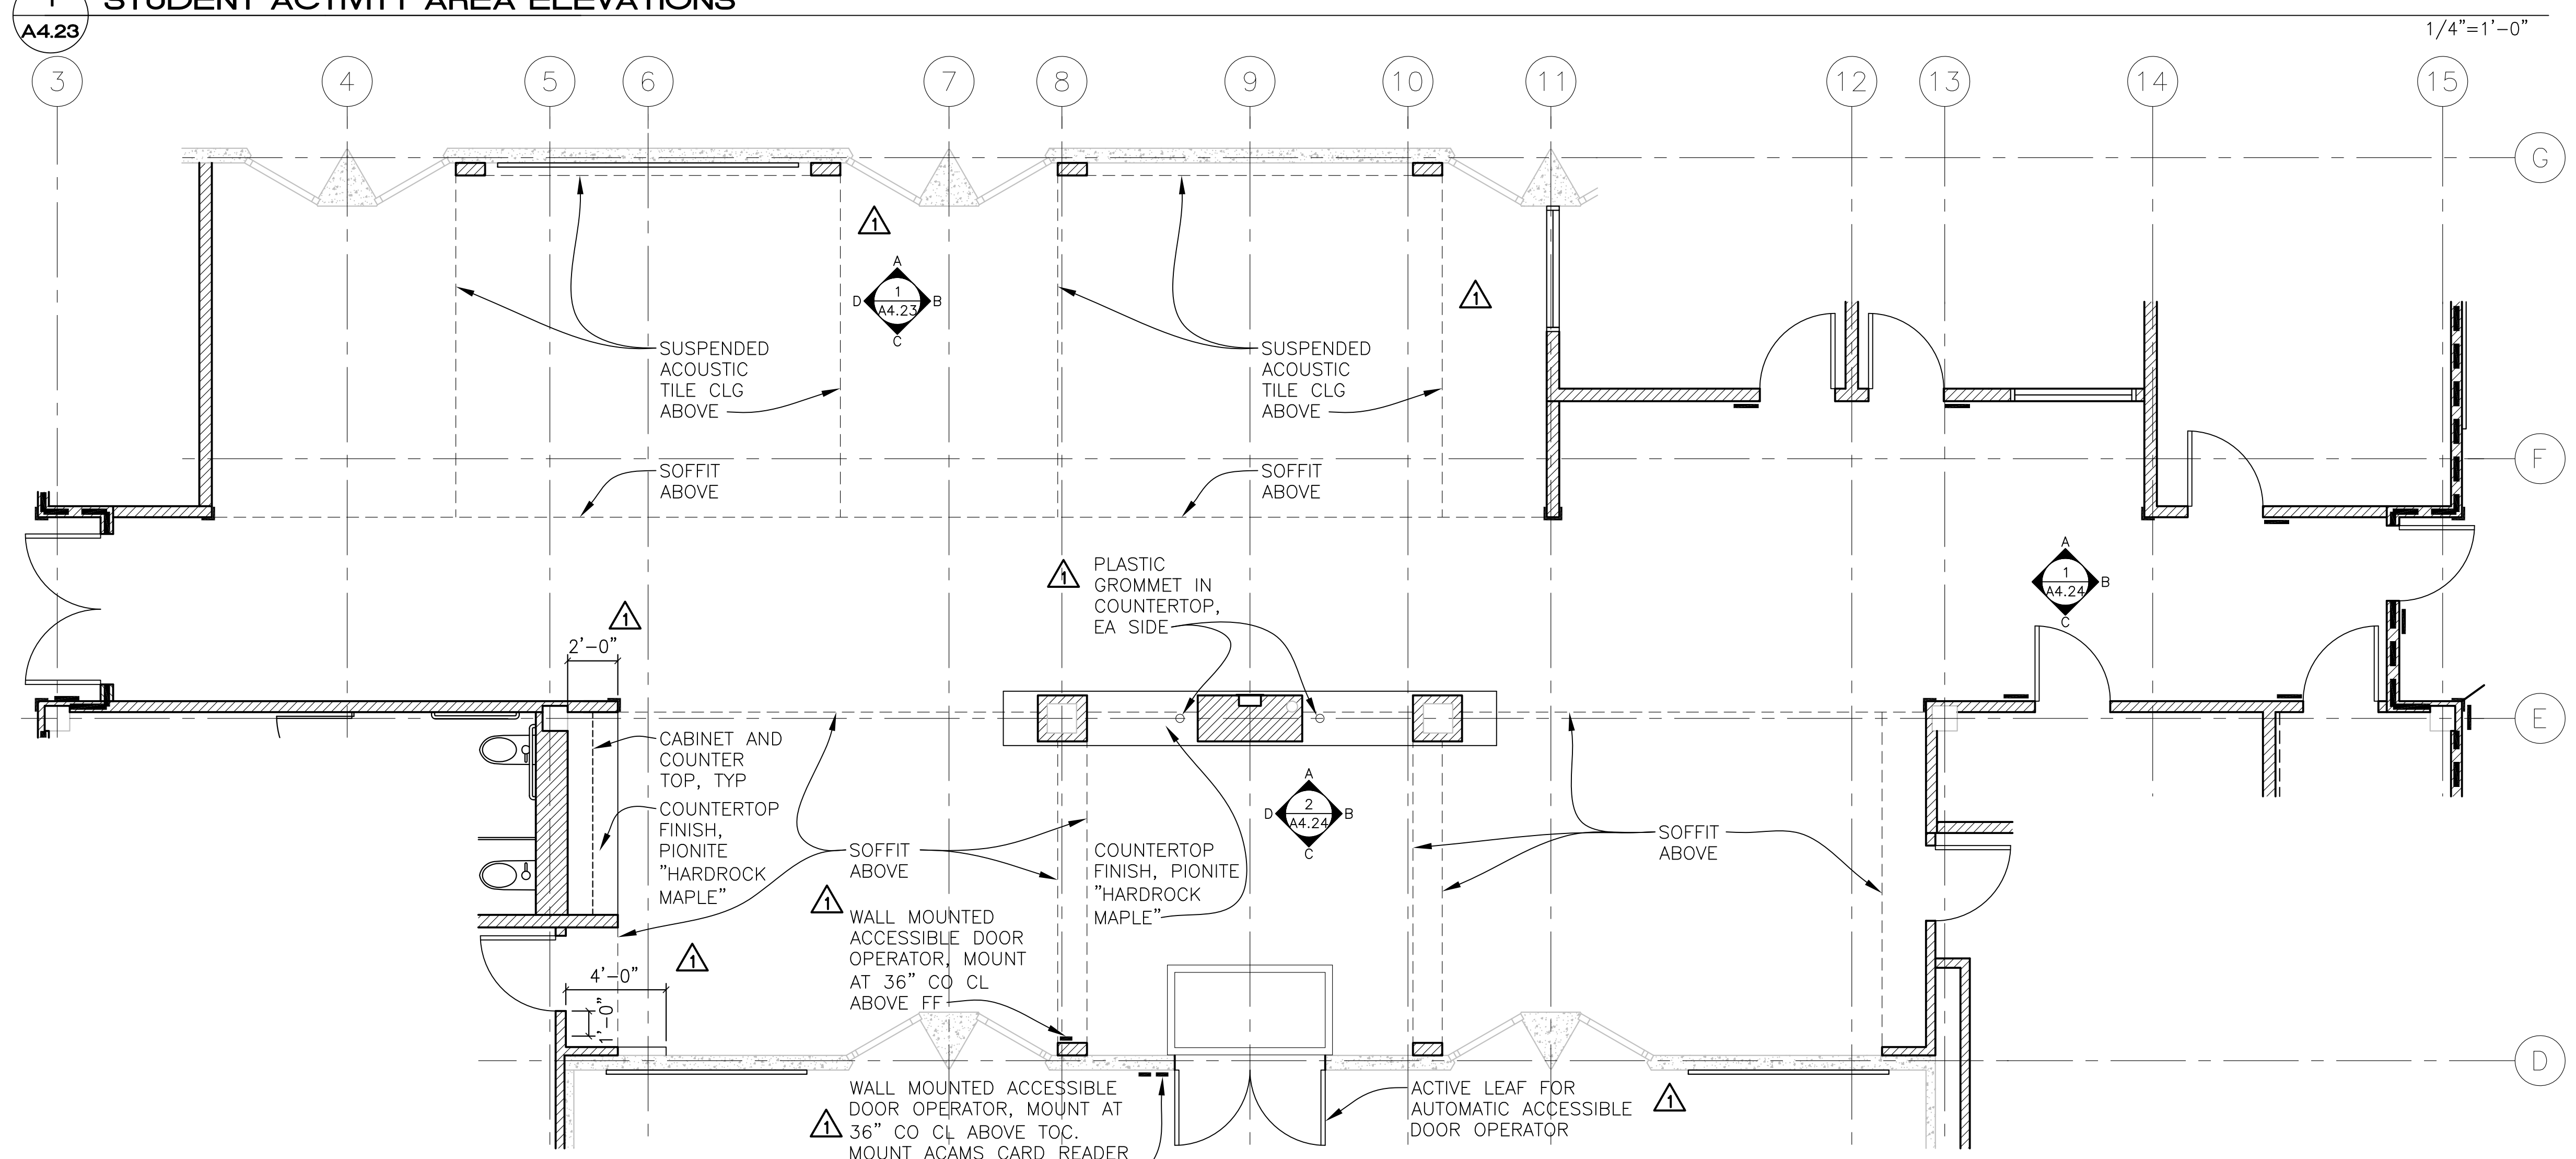 1
STUDENT ACTIVITY AREA ELEVATIONS
A4.23
1/4"=1'-0"
3
4
5
6
7
8
9
10
11
12
13
14
15
G
1
A
D
1
A4.23
B
C
1
SUSPENDED
ACOUSTIC
TILE CLG
ABOVE
SUSPENDED
ACOUSTIC
TILE CLG
ABOVE
F
SOFFIT
ABOVE
SOFFIT
ABOVE
1
PLASTIC
GROMMET IN
COUNTERTOP,
EA SIDE
A
1
A4.24
B
C
1
2'-0"
E
CABINET AND
COUNTER
TOP, TYP
COUNTERTOP
FINISH,
PIONITE
"HARDROCK
MAPLE"
A
D
2
A4.24
B
C
SOFFIT
ABOVE
COUNTERTOP
FINISH, PIONITE
"HARDROCK
MAPLE"
SOFFIT
ABOVE
1
WALL MOUNTED
ACCESSIBLE DOOR
OPERATOR, MOUNT
AT 36" CO CL
ABOVE FF
1
4'-0"
1'-0"
D
1
WALL MOUNTED ACCESSIBLE
DOOR OPERATOR, MOUNT AT
36" CO CL ABOVE TOC.
MOUNT ACAMS CARD READER
ACTIVE LEAF FOR
AUTOMATIC ACCESSIBLE
DOOR OPERATOR
1